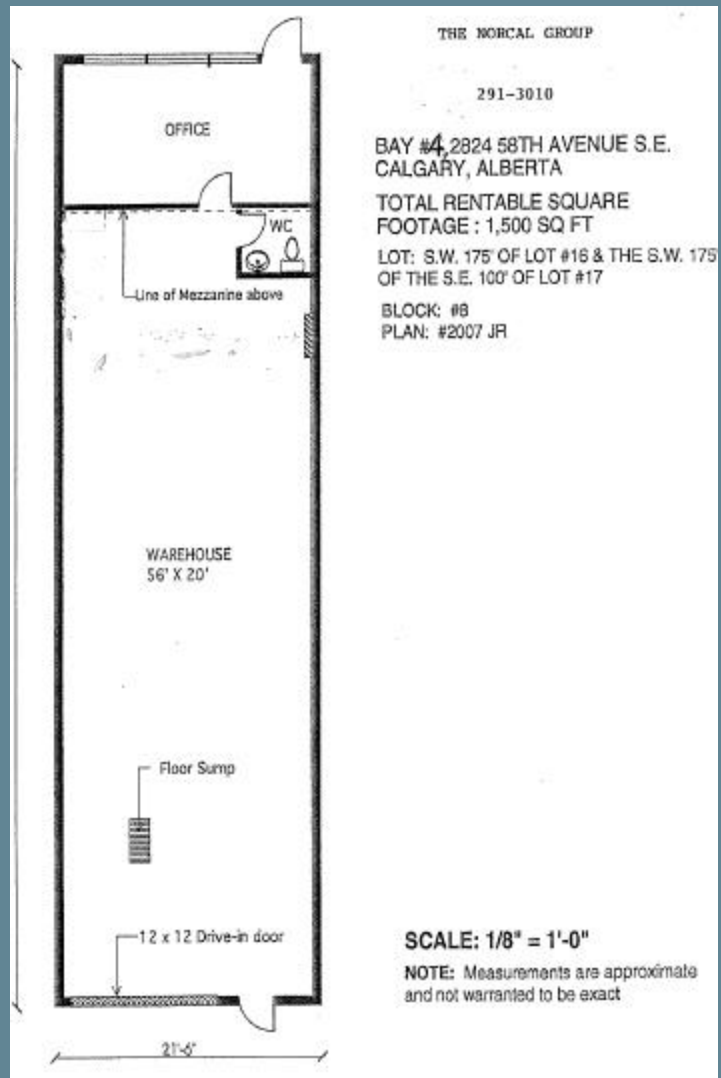 THE NORCAL GROUP
291-3010
BAY #4, 2824 58TH AVENUE S.E.
CALGARY, ALBERTA
TOTAL RENTABLE SQUARE
FOOTAGE : 1,500 SQ FT
LOT: S.W. 175' OF LOT #16 & THE S.W. 175'
OF THE S.E. 100' OF LOT #17
BLOCK: #8
PLAN: #2007 JR
OFFICE
WC
Line of Mezzanine above
WAREHOUSE
56' X 20'
Floor Sump
12 x 12 Drive-in door
21'-6"
SCALE: 1/8" = 1'-0"
NOTE: Measurements are approximate
and not warranted to be exact